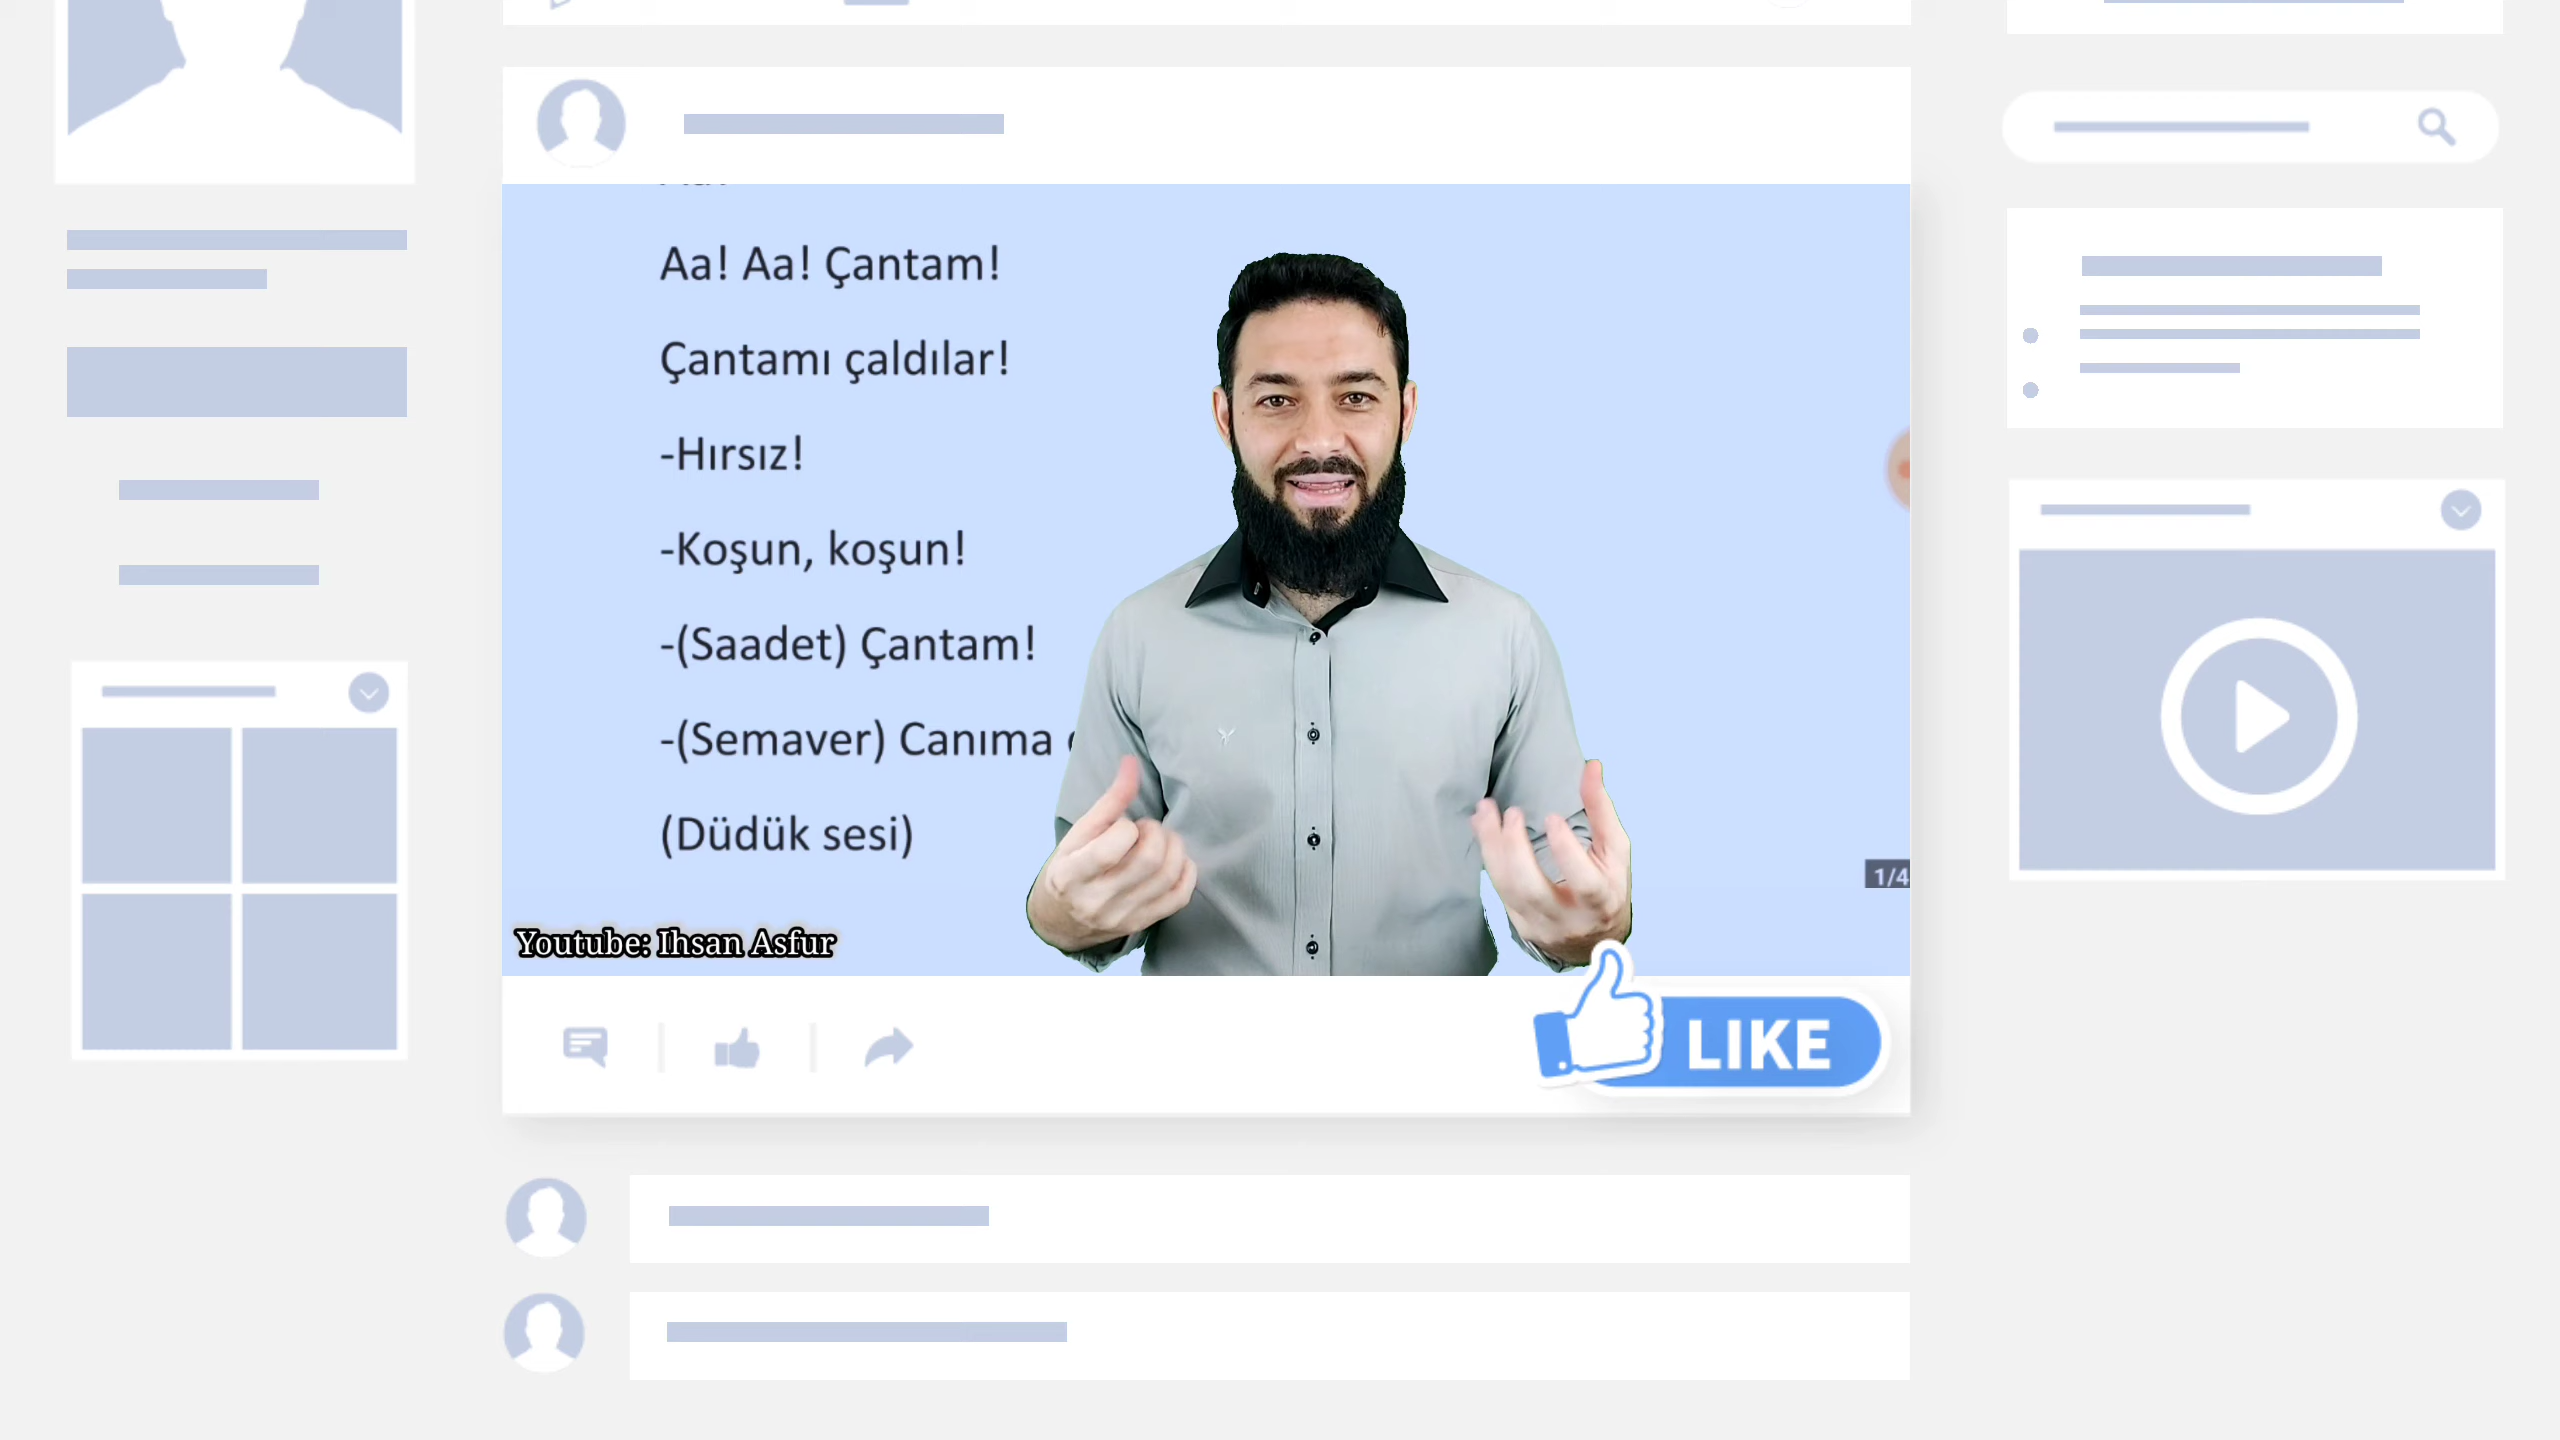 Aa! Aa! Çantam!
Çantamı çaldılar!
-Hırsız!
-Koşun, koşun!
-(Saadet) Çantam!
-(Semaver) Canıma
(Düdük sesi)
1/4
Youtube: Ihsan Asfur
LIKE